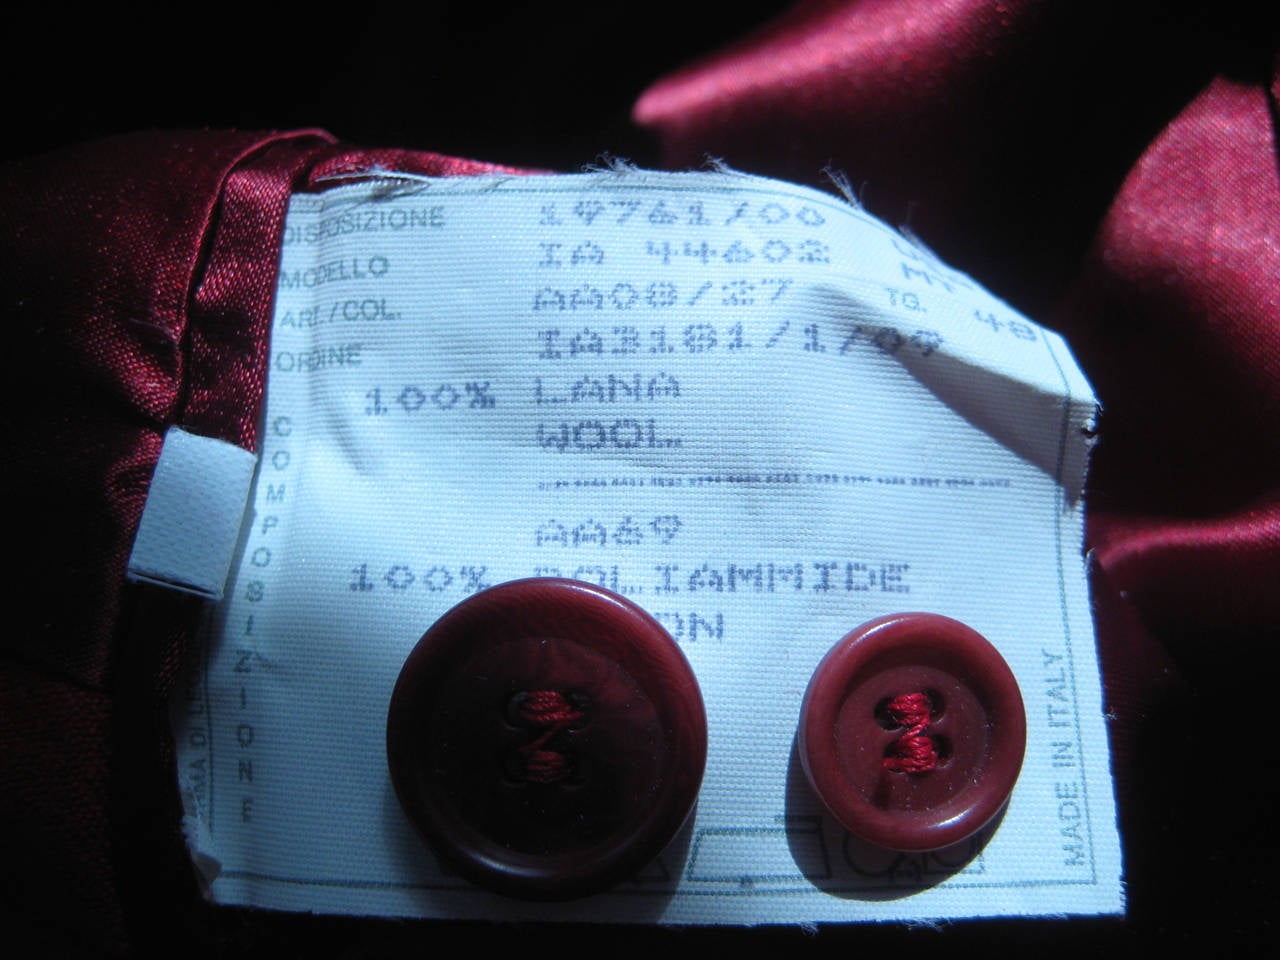 DISPOSIZIONE 19761/00
MODELLO IA 44602
ART./COL. AA08/27 TG. 48
ORDINE IA3181/1/09
100% LANA
WOOL
AA69
100% POLIAMMIDE
COMPOSIZIONE
MADE IN ITALY